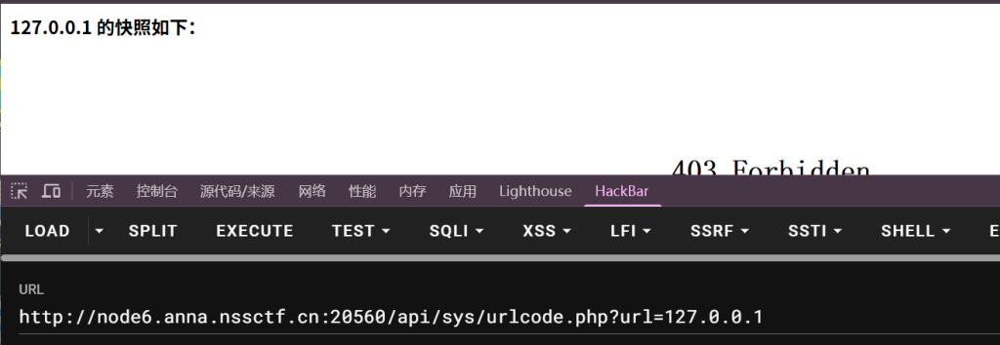 127.0.0.1 的快照如下：
403 Forbidden
元素 控制台 源代码/来源 网络 性能 内存 应用 Lighthouse HackBar
LOAD SPLIT EXECUTE TEST SQLI XSS LFI SSRF SSTI SHELL E
URL
http://node6.anna.nssctf.cn:20560/api/sys/urlcode.php?url=127.0.0.1